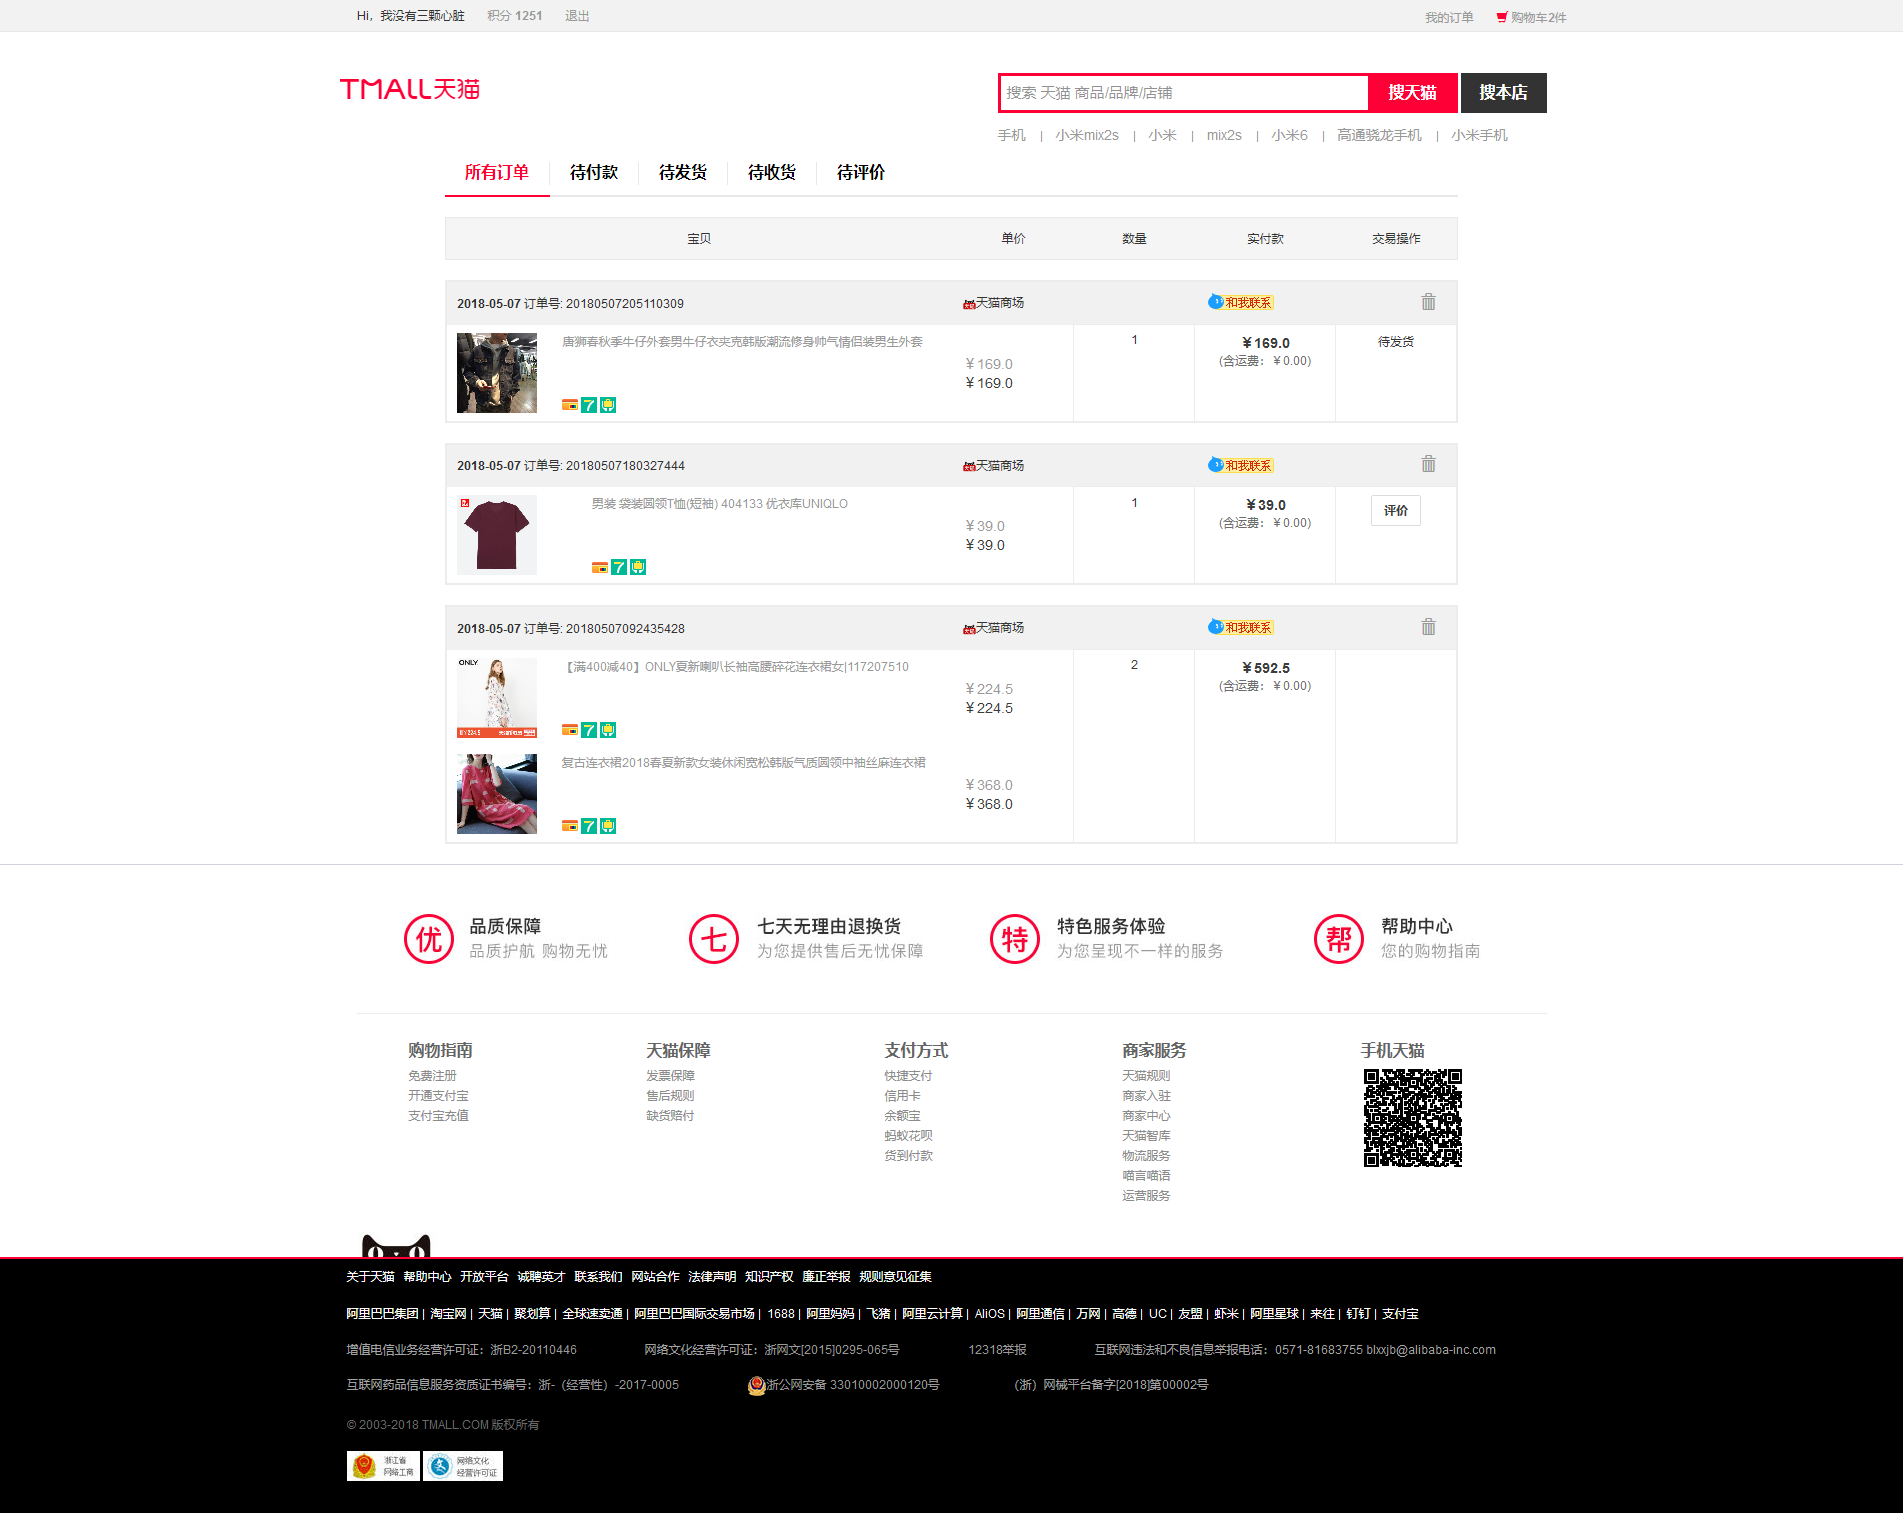 Hi，我没有三颗心脏 积分 1251 退出 我的订单 购物车2件
TMALL天猫
搜索 天猫 商品/品牌/店铺 搜天猫 搜本店
手机 | 小米mix2s | 小米 | mix2s | 小米6 | 高通骁龙手机 | 小米手机
所有订单 待付款 待发货 待收货 待评价
宝贝 单价 数量 实付款 交易操作
2018-05-07 订单号: 20180507205110309 天猫商场 和我联系
唐狮春秋季牛仔外套男牛仔衣夹克韩版潮流修身帅气情侣装男生外套 1 ￥169.0 待发货
(含运费：￥0.00)
￥169.0
￥169.0
7
2018-05-07 订单号: 20180507180327444 天猫商场 和我联系
男装 袋装圆领T恤(短袖) 404133 优衣库UNIQLO 1 ￥39.0 评价
(含运费：￥0.00)
￥39.0
￥39.0
7
2018-05-07 订单号: 20180507092435428 天猫商场 和我联系
ONLY 【满400减40】ONLY夏新喇叭长袖高腰碎花连衣裙女|117207510 2 ￥592.5
(含运费：￥0.00)
￥224.5
￥224.5
7
复古连衣裙2018春夏新款女装休闲宽松韩版气质圆领中袖丝麻连衣裙
￥368.0
￥368.0
7
优 品质保障 七 七天无理由退换货 特 特色服务体验 帮 帮助中心
品质护航 购物无忧 为您提供售后无忧保障 为您呈现不一样的服务 您的购物指南
购物指南 天猫保障 支付方式 商家服务 手机天猫
免费注册 发票保障 快捷支付 天猫规则
开通支付宝 售后规则 信用卡 商家入驻
支付宝充值 缺货赔付 余额宝 商家中心
蚂蚁花呗 天猫智库
货到付款 物流服务
喵言喵语
运营服务
关于天猫 帮助中心 开放平台 诚聘英才 联系我们 网站合作 法律声明 知识产权 廉正举报 规则意见征集
阿里巴巴集团 | 淘宝网 | 天猫 | 聚划算 | 全球速卖通 | 阿里巴巴国际交易市场 | 1688 | 阿里妈妈 | 飞猪 | 阿里云计算 | AliOS | 阿里通信 | 万网 | 高德 | UC | 友盟 | 虾米 | 阿里星球 | 来往 | 钉钉 | 支付宝
增值电信业务经营许可证：浙B2-20110446 网络文化经营许可证：浙网文[2015]0295-065号 12318举报 互联网违法和不良信息举报电话：0571-81683755 blxxjb@alibaba-inc.com
互联网药品信息服务资质证书编号：浙-（经营性）-2017-0005 浙公网安备 33010002000120号 （浙）网械平台备字[2018]第00002号
© 2003-2018 TMALL.COM 版权所有
浙江省 网络文化
网络工商 经营许可证